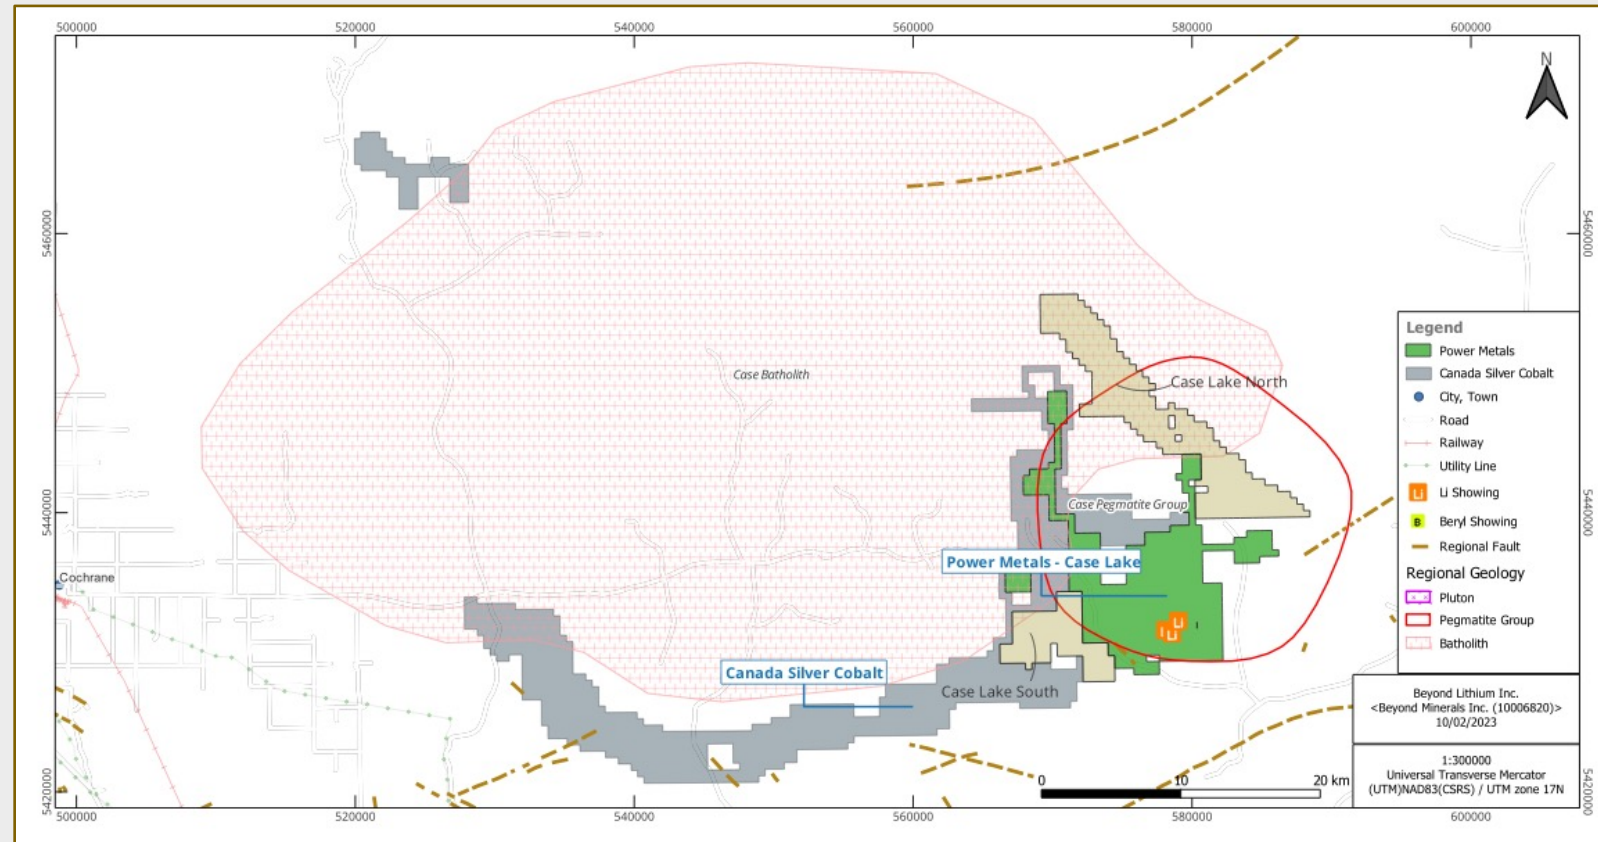 500000
520000
540000
560000
580000
600000
N
5460000
5460000
Case Batholith
Case Lake North
Legend
Power Metals
Canada Silver Cobalt
City, Town
Road
Railway
Utility Line
Li Showing
Beryl Showing
B
Regional Fault
Regional Geology
Pluton
Pegmatite Group
Batholith
5440000
5440000
Case Pegmatite Group
Power Metals - Case Lake
Cochrane
Li
Li
Li
Li
Canada Silver Cobalt
Case Lake South
Beyond Lithium Inc.
<Beyond Minerals Inc. (10006820)>
10/02/2023
1:300000
Universal Transverse Mercator
(UTM)NAD83(CSRS) / UTM zone 17N
0
10
20 km
5420000
5420000
500000
520000
540000
560000
580000
600000